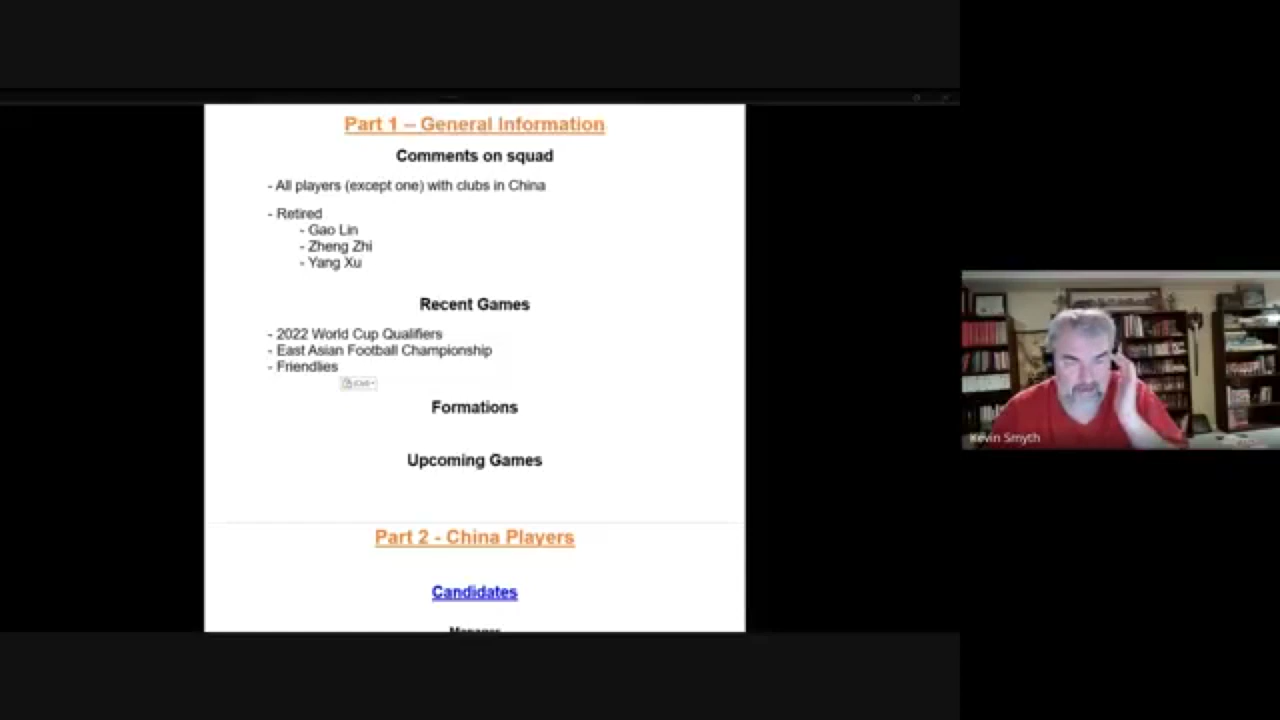 Part 1 – General Information
Comments on squad
- All players (except one) with clubs in China
- Retired
- Gao Lin
- Zheng Zhi
- Yang Xu
Recent Games
- 2022 World Cup Qualifiers
- East Asian Football Championship
- Friendlies
(Ctrl)
Formations
Upcoming Games
Part 2 - China Players
Candidates
Manager
Kevin Smyth